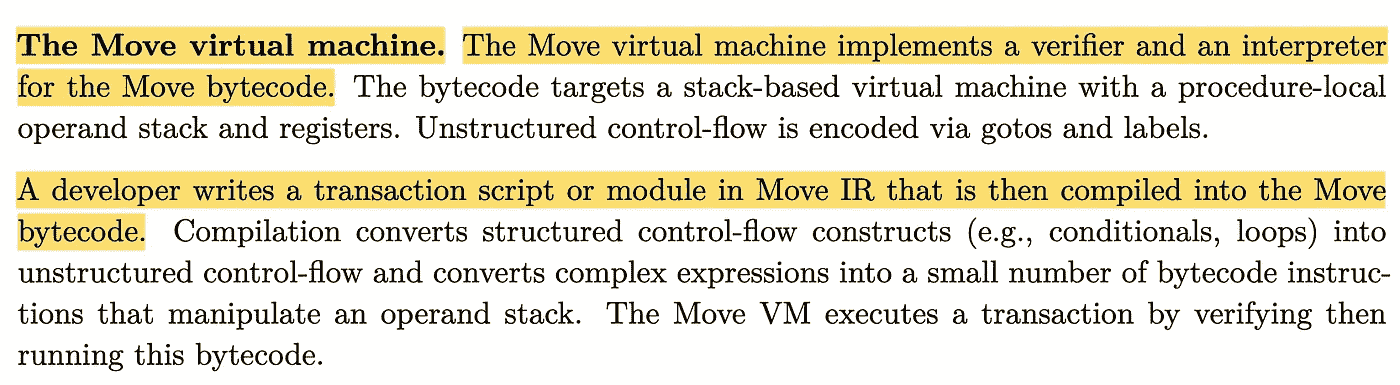 The Move virtual machine. The Move virtual machine implements a verifier and an interpreter
for the Move bytecode. The bytecode targets a stack-based virtual machine with a procedure-local
operand stack and registers. Unstructured control-flow is encoded via gotos and labels.
A developer writes a transaction script or module in Move IR that is then compiled into the Move
bytecode. Compilation converts structured control-flow constructs (e.g., conditionals, loops) into
unstructured control-flow and converts complex expressions into a small number of bytecode instruc-
tions that manipulate an operand stack. The Move VM executes a transaction by verifying then
running this bytecode.